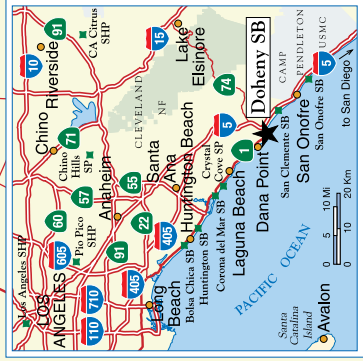 Los Angeles SHP
LOS
ANGELES
110
710
605
60
Pio Pico
SHP
57
Chino
Hills
SP
71
Chino
10
Riverside
91
CA Citrus
SHP
15
Lake
Elsinore
CLEVELAND
NF
74
Anaheim
91
55
Santa
Ana
22
405
405
5
Long
Beach
Huntington Beach
Bolsa Chica SB
Huntington SB
Corona del Mar SB
Crystal
Cove SP
Laguna Beach
1
Dana Point
Doheny SB
San Clemente SB
San Onofre
San Onofre SB
CAMP
PENDLETON
USMC
5
to San Diego
PACIFIC OCEAN
Santa
Catalina
Island
Avalon
0 5 10 Mi
0 10 20 Km